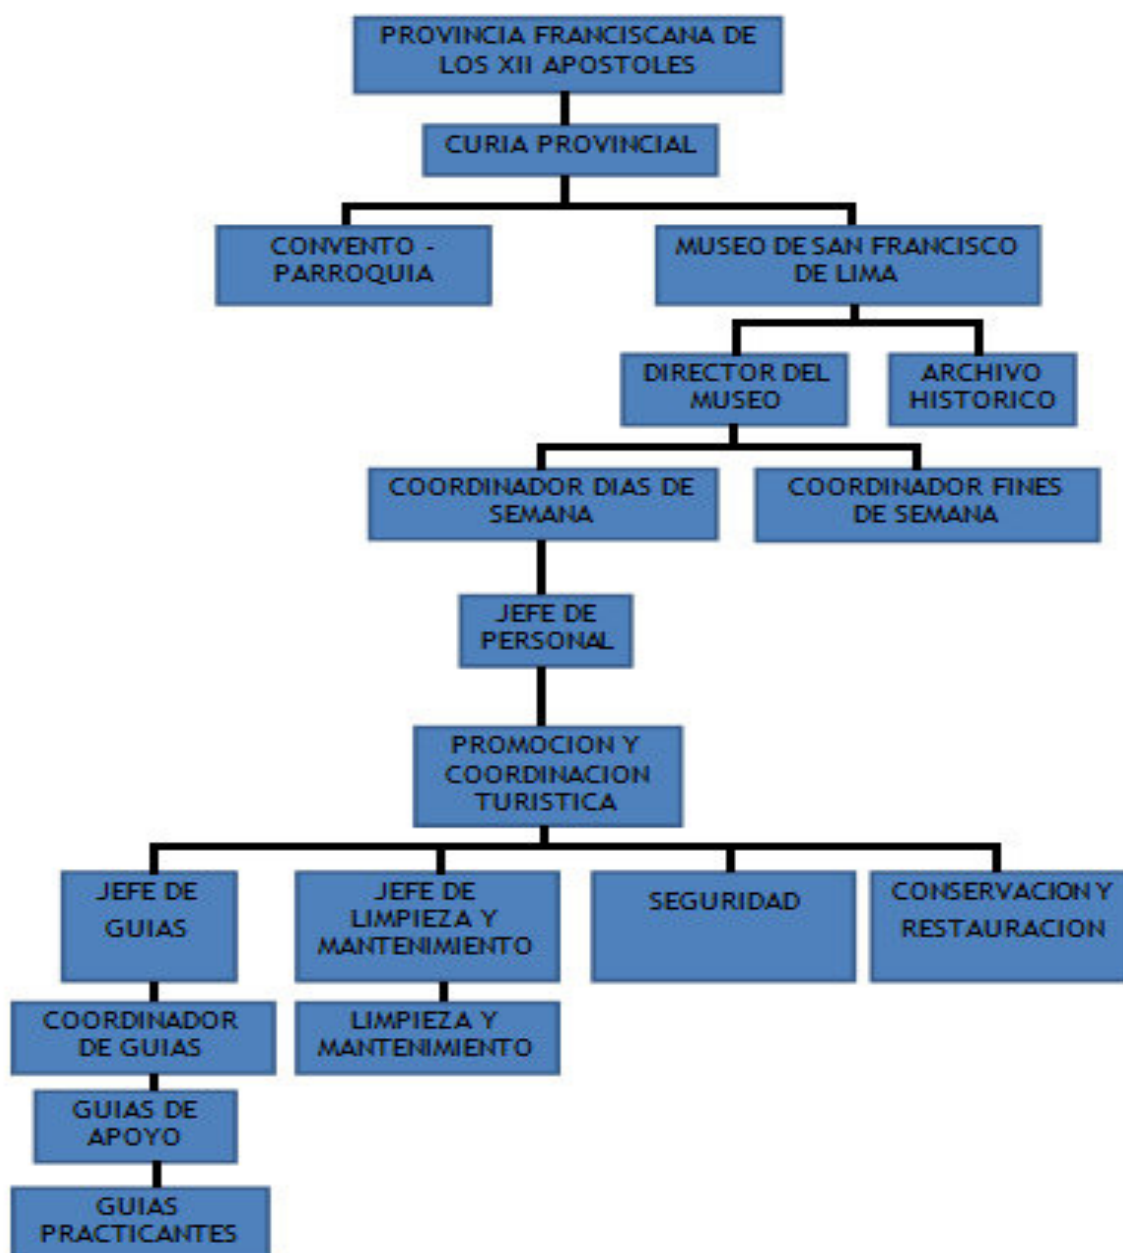 PROVINCIA FRANCISCANA DE
LOS XII APOSTOLES
CURIA PROVINCIAL
CONVENTO -
PARROQUIA
MUSEO DE SAN FRANCISCO
DE LIMA
DIRECTOR DEL
MUSEO
ARCHIVO
HISTORICO
COORDINADOR DIAS DE
SEMANA
COORDINADOR FINES
DE SEMANA
JEFE DE
PERSONAL
PROMOCION Y
COORDINACION
TURISTICA
JEFE DE
GUIAS
JEFE DE
LIMPIEZA Y
MANTENIMIENTO
SEGURIDAD
CONSERVACION Y
RESTAURACION
COORDINADOR
DE GUIAS
LIMPIEZA Y
MANTENIMIENTO
GUIAS DE
APOYO
GUIAS
PRACTICANTES